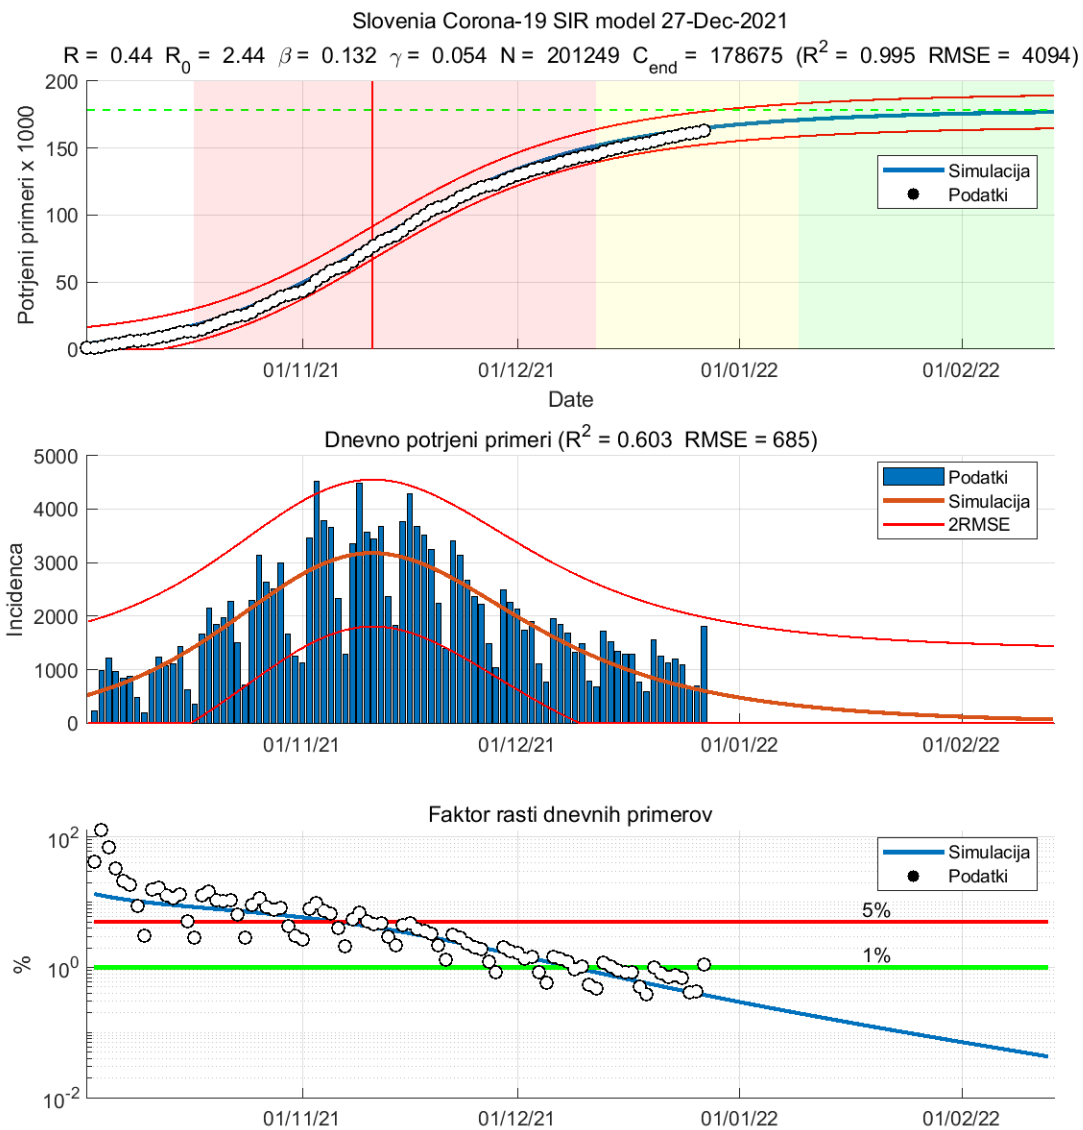 Slovenia Corona-19 SIR model 27-Dec-2021
R = 0.44 R0 = 2.44 β = 0.132 γ = 0.054 N = 201249 Cend = 178675 (R2 = 0.995 RMSE = 4094)
200
150
100
50
0
Potrjeni primeri x 1000
Simulacija
Podatki
01/11/21 01/12/21 01/01/22 01/02/22
Date
Dnevno potrjeni primeri (R2 = 0.603 RMSE = 685)
5000
4000
3000
2000
1000
0
Incidenca
Podatki
Simulacija
2RMSE
01/11/21 01/12/21 01/01/22 01/02/22
Faktor rasti dnevnih primerov
10^2
10^0
10^-2
%
Simulacija
Podatki
5%
1%
01/11/21 01/12/21 01/01/22 01/02/22